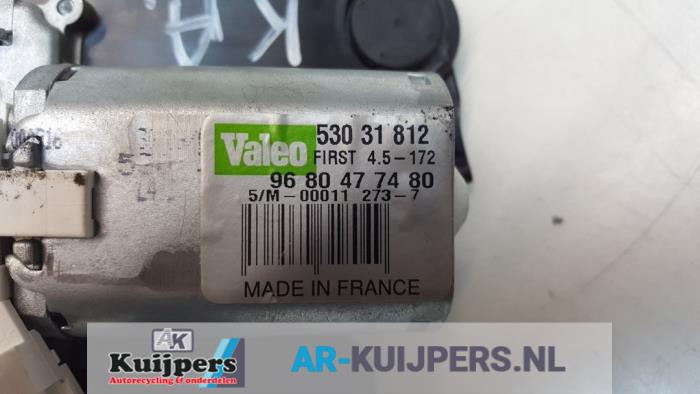 K.A.
Valeo
530 31 812
FIRST 4.5-172
96 80 47 74 80
5/M-00011 273-7
MADE IN FRANCE
AK
Kuijpers
Autorecycling & onderdelen
AR-KUIJPERS.NL